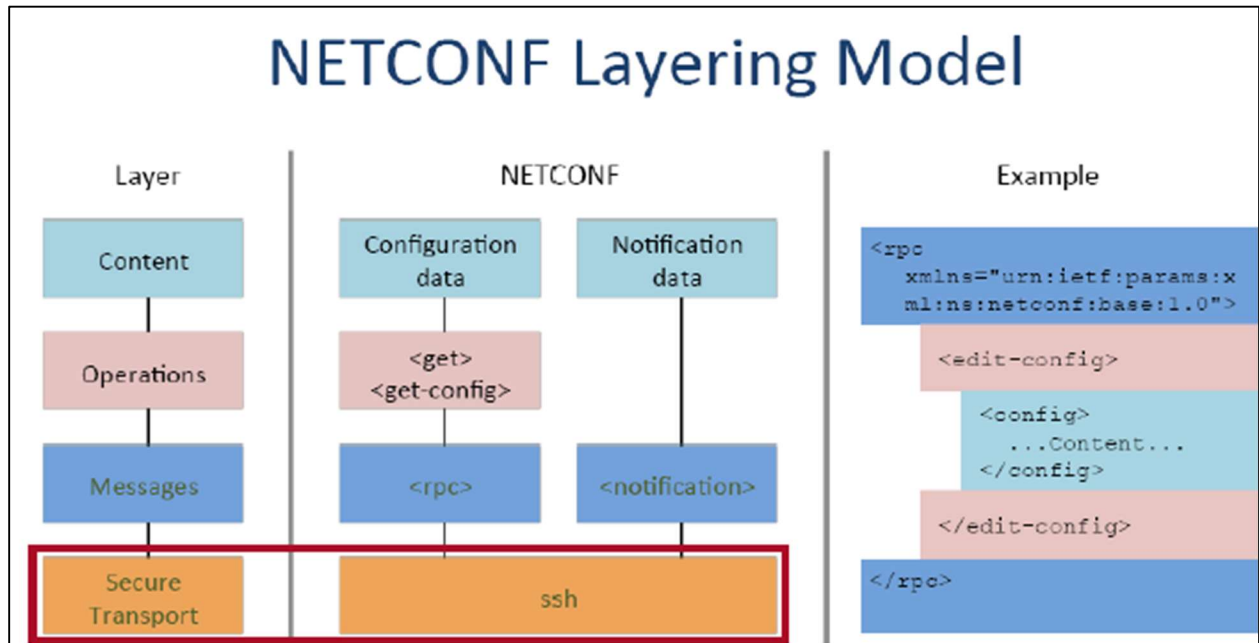 NETCONF Layering Model
Layer
NETCONF
Example
Content
Configuration
data
Notification
data
Operations
<get>
<get-config>
Messages
<rpc>
<notification>
Secure
Transport
ssh
<rpc
xmlns="urn:ietf:params:x
ml:ns:netconf:base:1.0">
<edit-config>
<config>
...Content...
</config>
</edit-config>
</rpc>